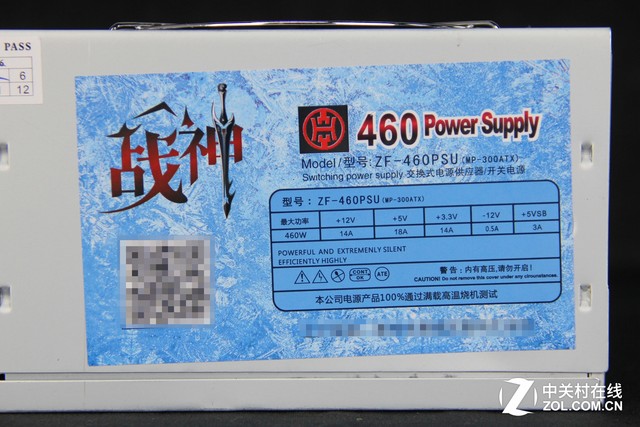 PASS
6
12
战神
460 Power Supply
Model/型号:ZF-460PSU(MP-300ATX)
Switching power supply 交换式电源供应器/开关电源
型号: ZF-460PSU(MP-300ATX)
最大功率 +12V +5V +3.3V -12V +5VSB
460W 14A 18A 14A 0.5A 3A
POWERFUL AND EXTREMENLY SILENT
EFFICIENTLY HIGHLY
CONT OK ATE
警告:内有高压,请勿开启!
CAUTION! Do not remove this cover under any circumstances.
本公司电源产品100%通过满载高温烧机测试
Z 中关村在线
ZOL.COM.CN